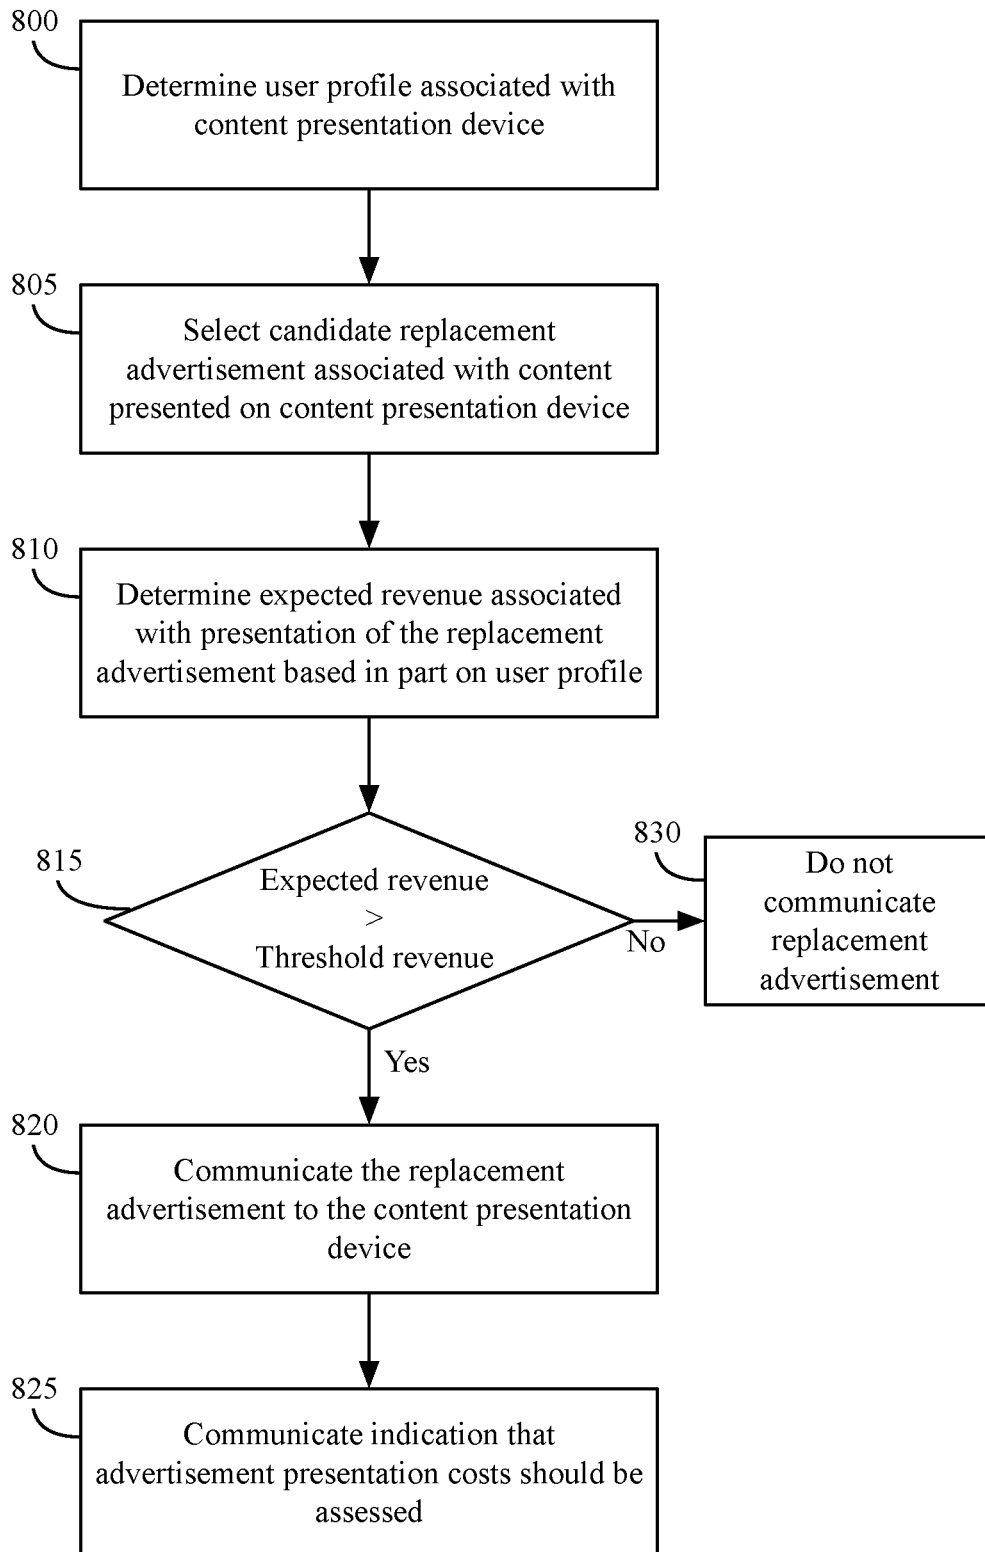 800
Determine user profile associated with
content presentation device
805
Select candidate replacement
advertisement associated with content
presented on content presentation device
810
Determine expected revenue associated
with presentation of the replacement
advertisement based in part on user profile
815
Expected revenue
>
Threshold revenue
No
830
Do not
communicate
replacement
advertisement
Yes
820
Communicate the replacement
advertisement to the content presentation
device
825
Communicate indication that
advertisement presentation costs should be
assessed